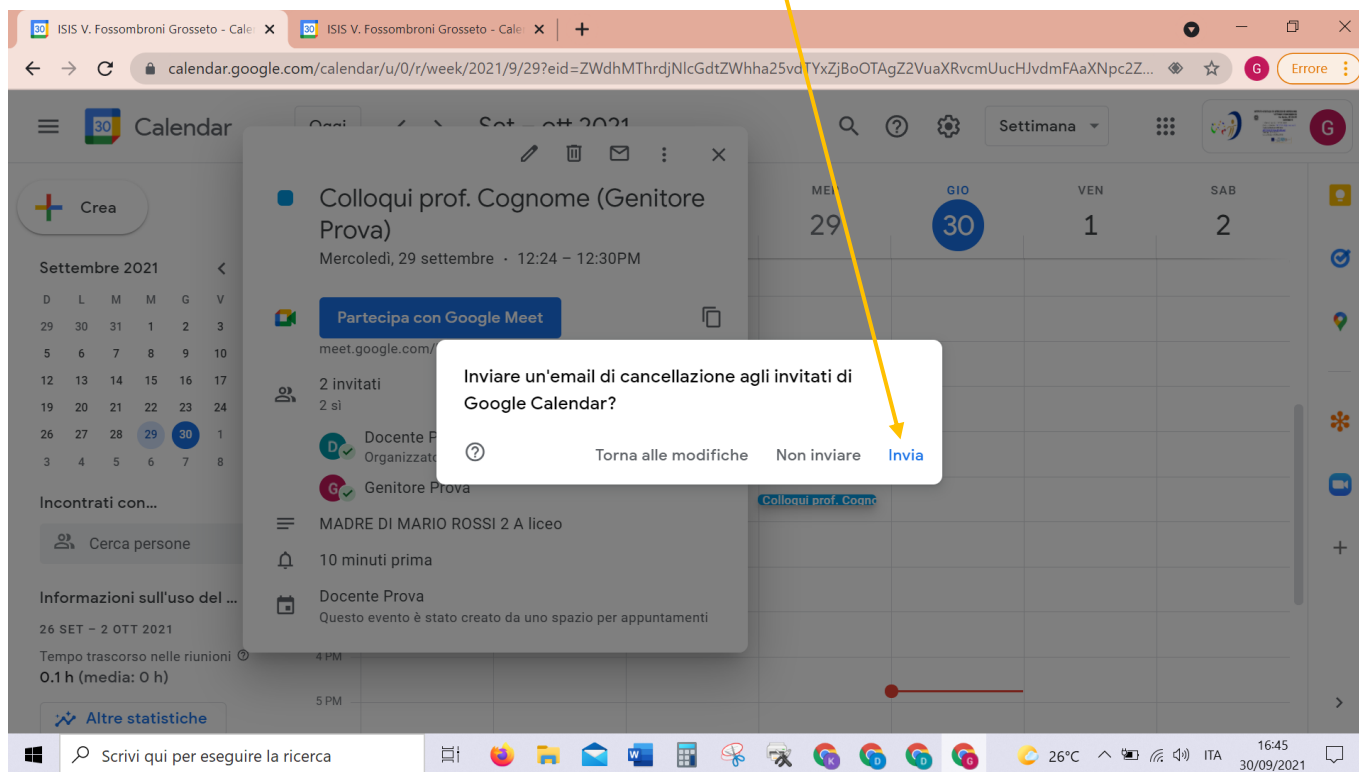 ISIS V. Fossombroni Grosseto - Cale
ISIS V. Fossombroni Grosseto - Cale
calendar.google.com/calendar/u/0/r/week/2021/9/29?eid=ZWdhMThrdjNlcGdtZWhha25vdTYxZjBoOTAgZ2VuaXRvcmUucHJvdmFAaXNpc2Z...
G
Errore
30
Calendar
Oggi
Set – ott 2021
Settimana
G
Crea
Settembre 2021
D L M M G V
29 30 31 1 2 3
5 6 7 8 9 10
12 13 14 15 16 17
19 20 21 22 23 24
26 27 28 29 30 1
3 4 5 6 7 8
Incontrati con...
Cerca persone
Informazioni sull'uso del ...
26 SET – 2 OTT 2021
Tempo trascorso nelle riunioni
0.1 h (media: 0 h)
Altre statistiche
Colloqui prof. Cognome (Genitore
Prova)
Mercoledì, 29 settembre · 12:24 – 12:30PM
Partecipa con Google Meet
meet.google.com/
2 invitati
2 sì
Docente P
Organizzato
Genitore Prova
MADRE DI MARIO ROSSI 2 A liceo
10 minuti prima
Docente Prova
Questo evento è stato creato da uno spazio per appuntamenti
Inviare un'email di cancellazione agli invitati di
Google Calendar?
Torna alle modifiche Non inviare Invia
MER GIO VEN SAB
29 30 1 2
Colloqui prof. Cogno
4 PM
5 PM
Scrivi qui per eseguire la ricerca
26°C
ITA
16:45
30/09/2021